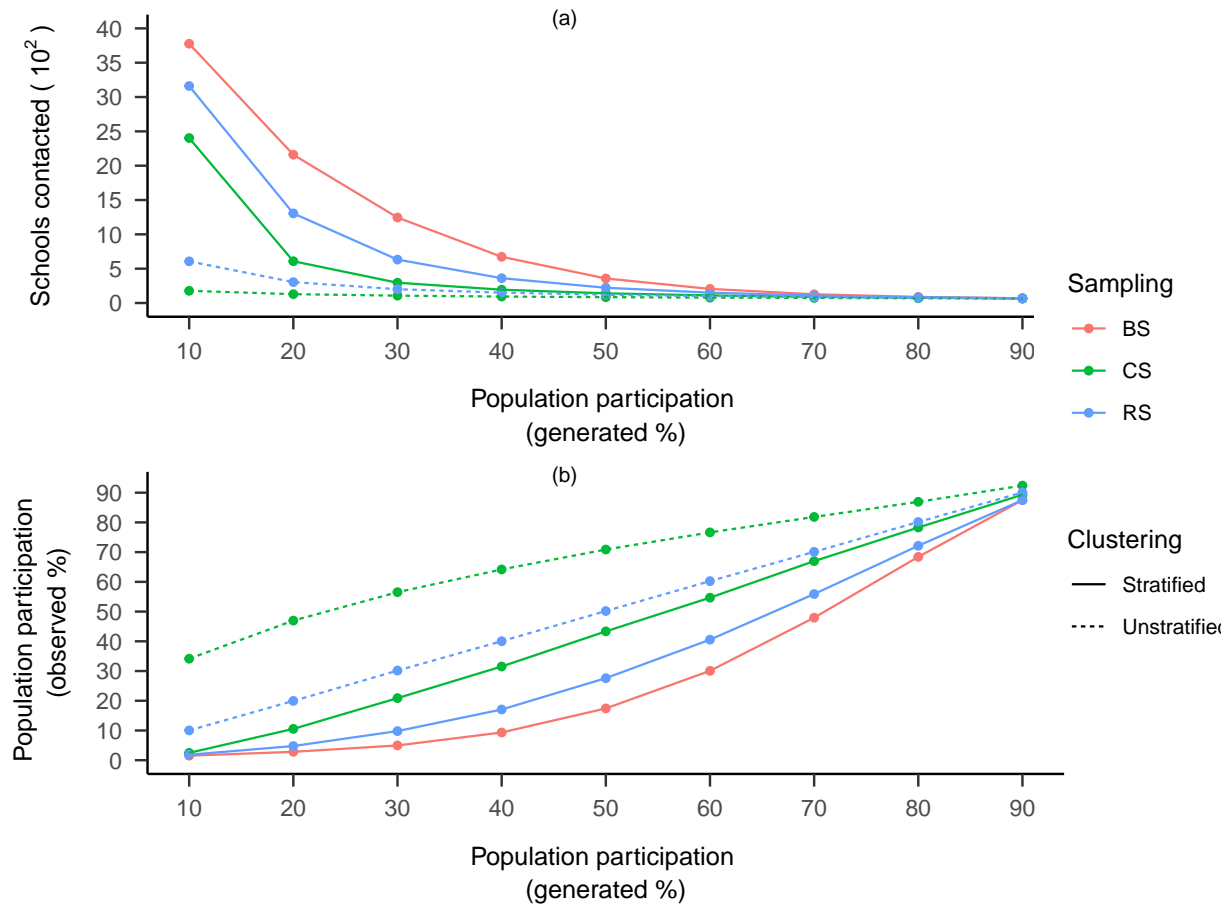 (a)
Schools contacted ( 10²)
40
35
30
25
20
15
10
5
0
10 20 30 40 50 60 70 80 90
Population participation
(generated %)
(b)
Population participation
(observed %)
90
80
70
60
50
40
30
20
10
0
10 20 30 40 50 60 70 80 90
Population participation
(generated %)
Sampling
BS
CS
RS
Clustering
Stratified
Unstratified